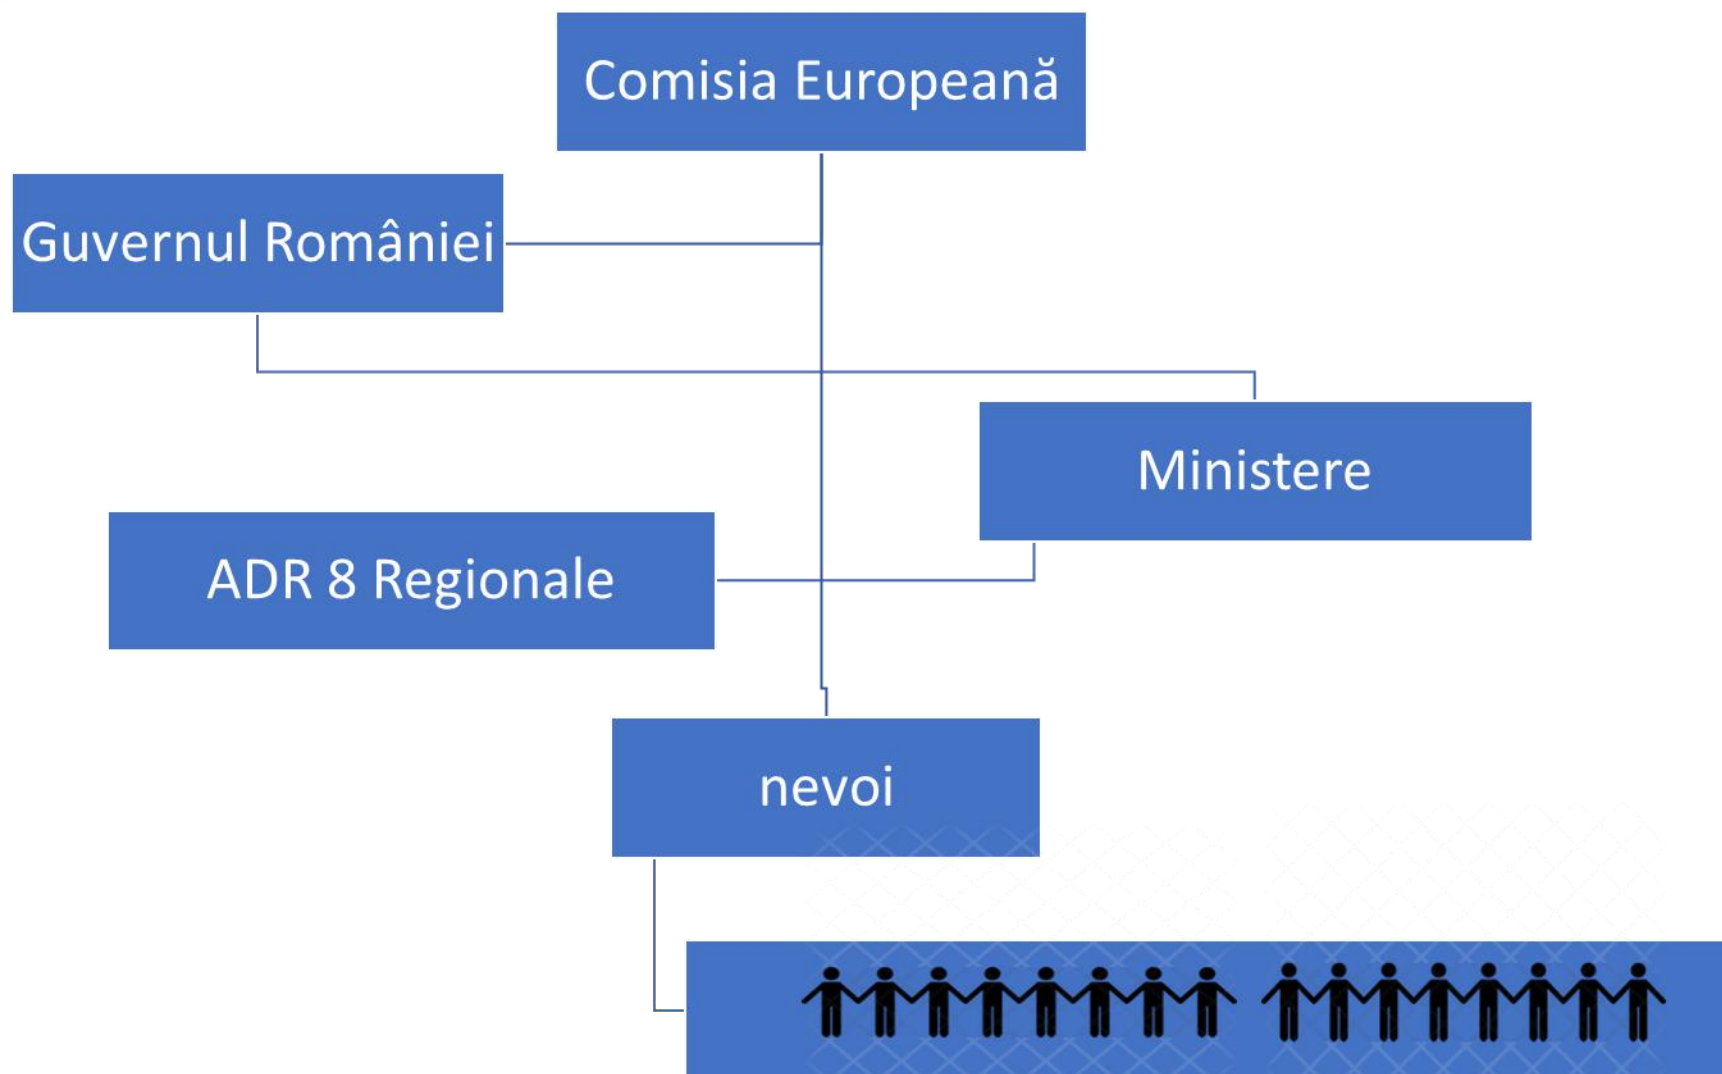 Comisia Europeană
Guvernul României
Ministere
ADR 8 Regionale
nevoi